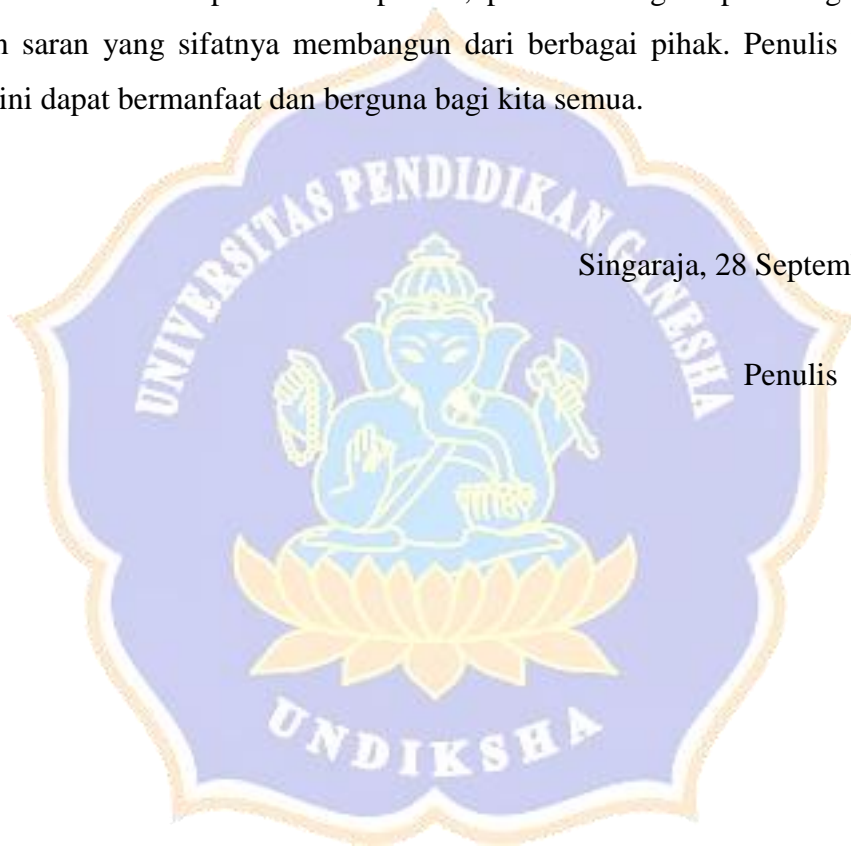 saran yang sifatnya membangun dari berbagai pihak. Penulis
ini dapat bermanfaat dan berguna bagi kita semua.
UNIVERSITAS PENDIDIKAN GANESHA
Singaraja, 28 Septem
Penulis
UNDIKSHA